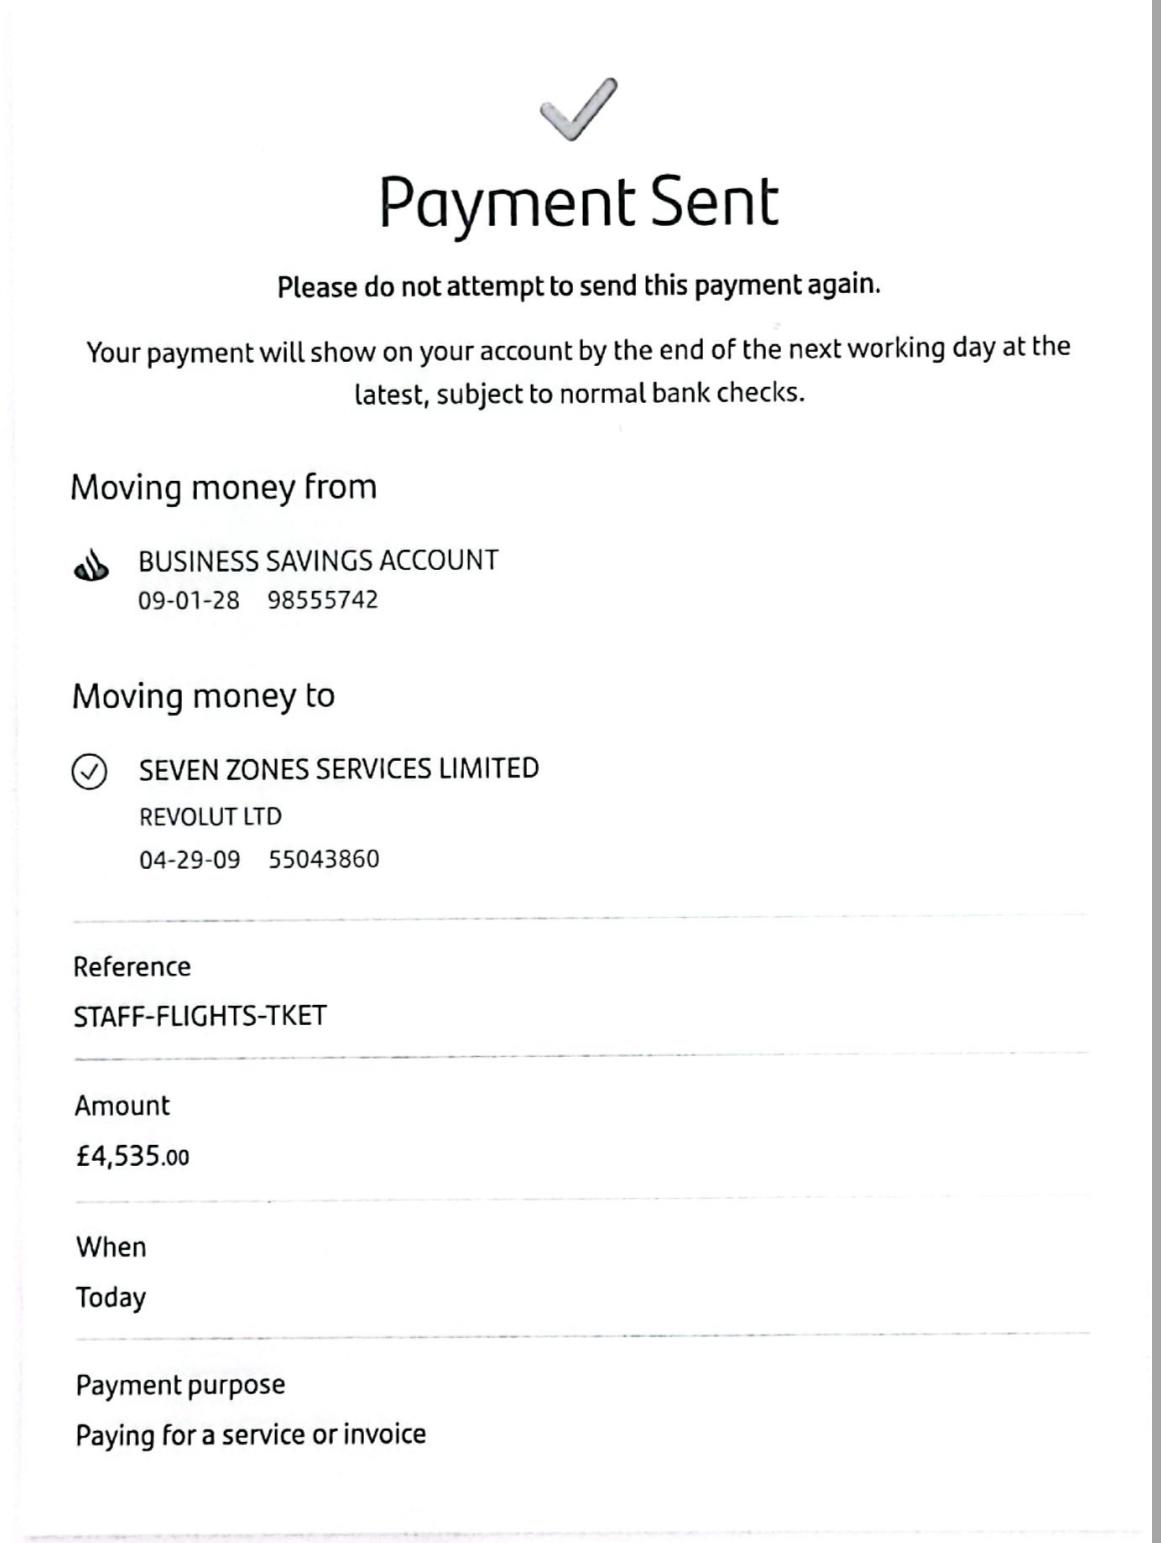 Payment Sent
Please do not attempt to send this payment again.
Your payment will show on your account by the end of the next working day at the
latest, subject to normal bank checks.
Moving money from
BUSINESS SAVINGS ACCOUNT
09-01-28 98555742
Moving money to
SEVEN ZONES SERVICES LIMITED
REVOLUT LTD
04-29-09 55043860
Reference
STAFF-FLIGHTS-TKET
Amount
£4,535.00
When
Today
Payment purpose
Paying for a service or invoice